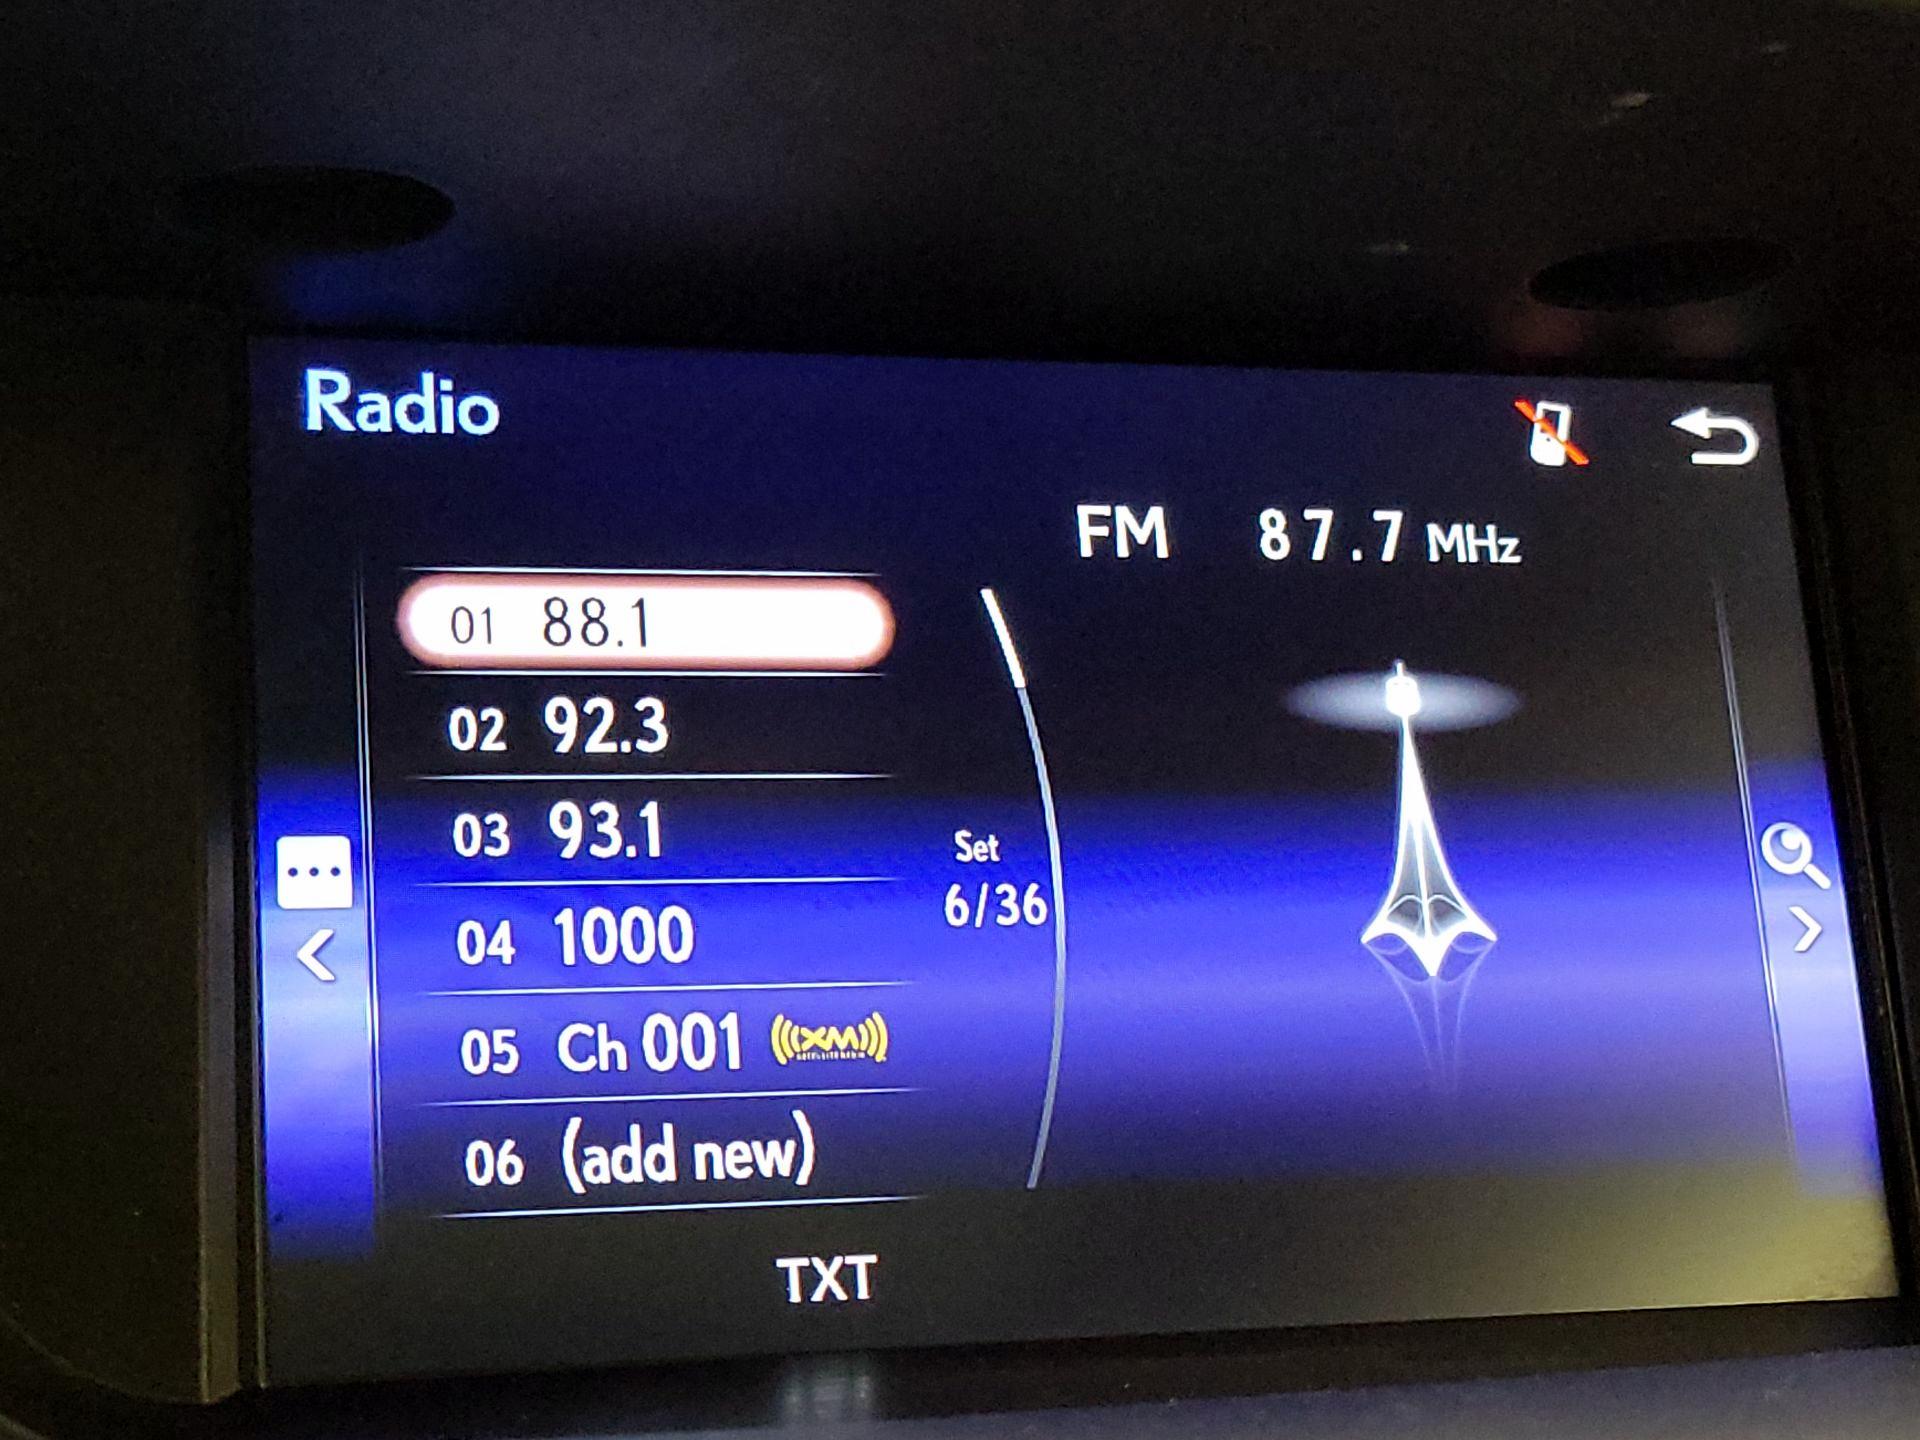 Radio
FM 87.7 MHz
01 88.1
02 92.3
03 93.1
Set
6/36
04 1000
05 Ch 001 ((XM))
06 (add new)
TXT